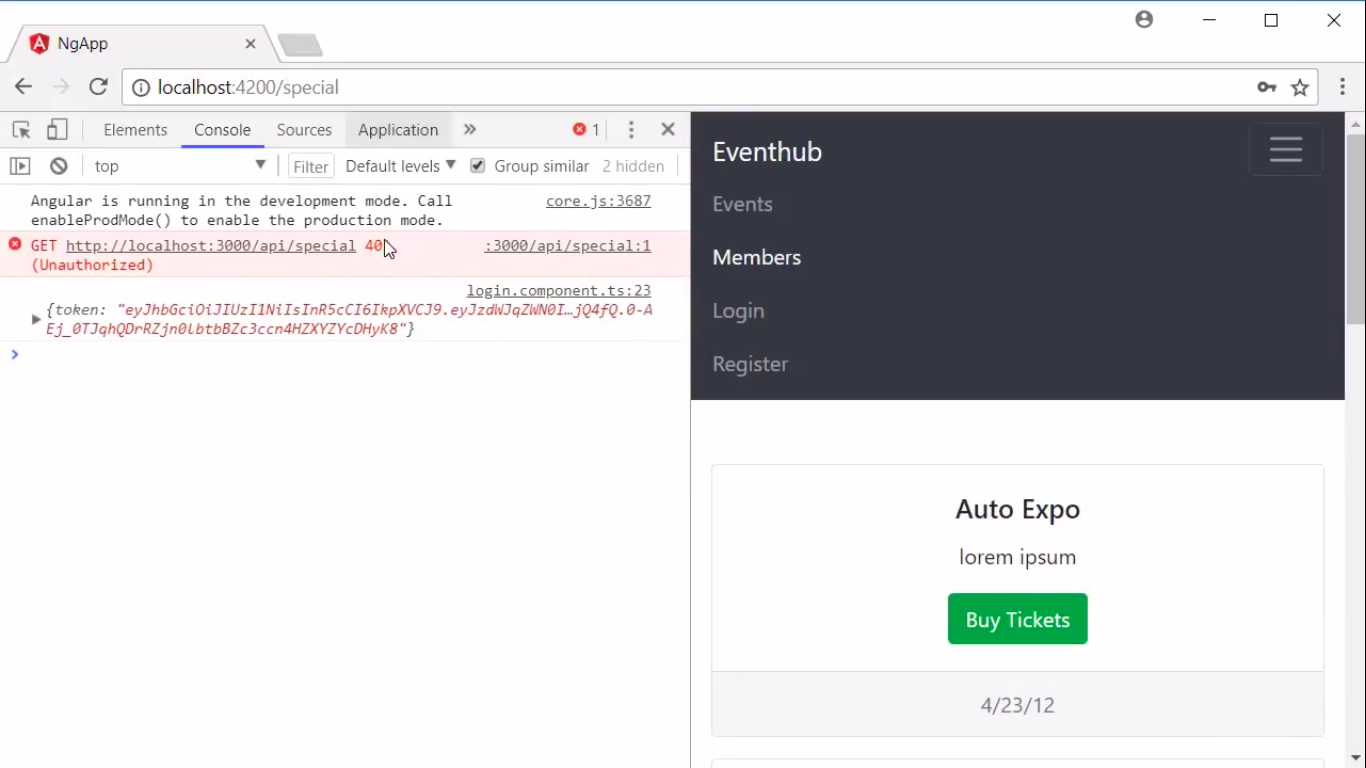 NgApp
localhost:4200/special
Elements Console Sources Application » 1
top Filter Default levels Group similar 2 hidden
Angular is running in the development mode. Call core.js:3687
enableProdMode() to enable the production mode.
GET http://localhost:3000/api/special 40 :3000/api/special:1
(Unauthorized)
login.component.ts:23
{token: "eyJhbGciOiJIUzI1NiIsInR5cCI6IkpXVCJ9.eyJzdWJqZWN0I…jQ4fQ.0-A
Ej_0TJqhQDrRZjn0lbtbBZc3ccn4HZXYZYcDHyK8"}
Eventhub
Events
Members
Login
Register
Auto Expo
lorem ipsum
Buy Tickets
4/23/12